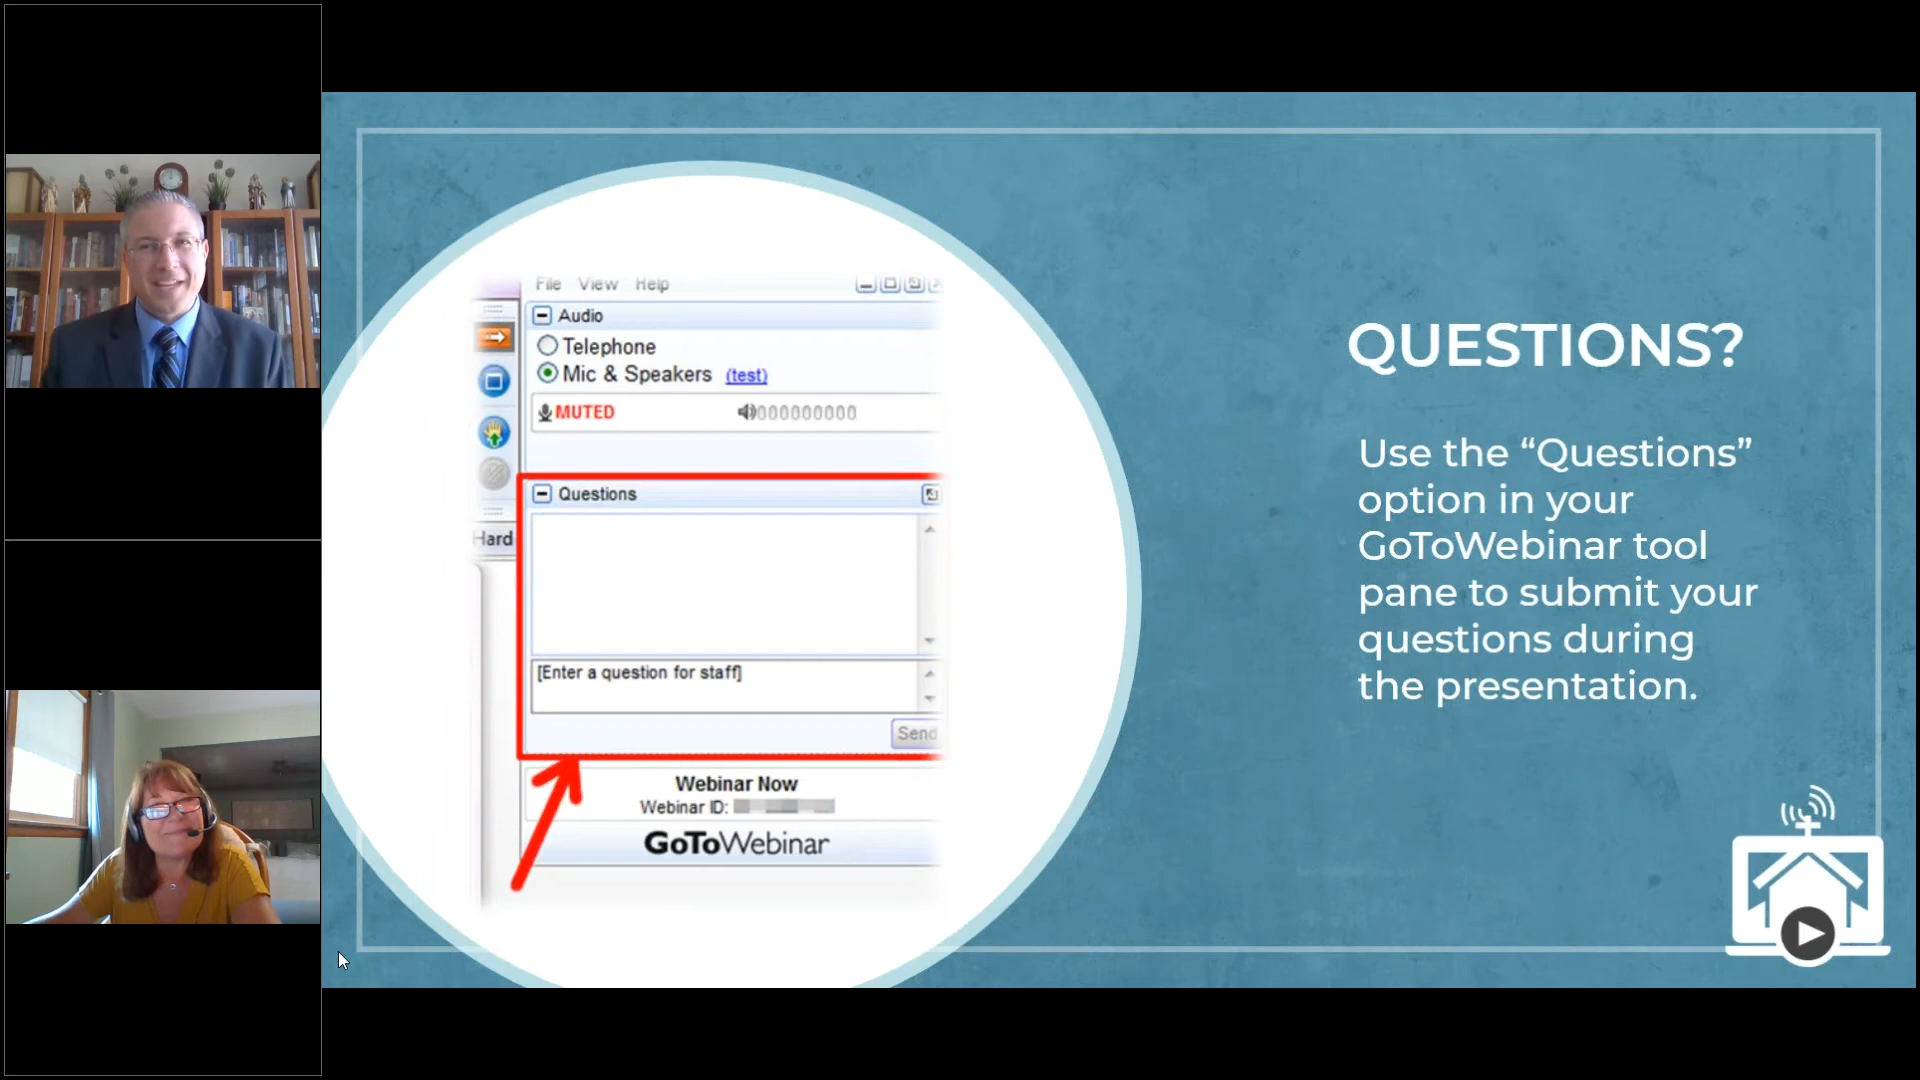 File View Help
Audio
Telephone
Mic & Speakers (test)
MUTED
000000000
Questions
Hard
[Enter a question for staff]
Send
Webinar Now
Webinar ID:
GoToWebinar
QUESTIONS?
Use the “Questions”
option in your
GoToWebinar tool
pane to submit your
questions during
the presentation.